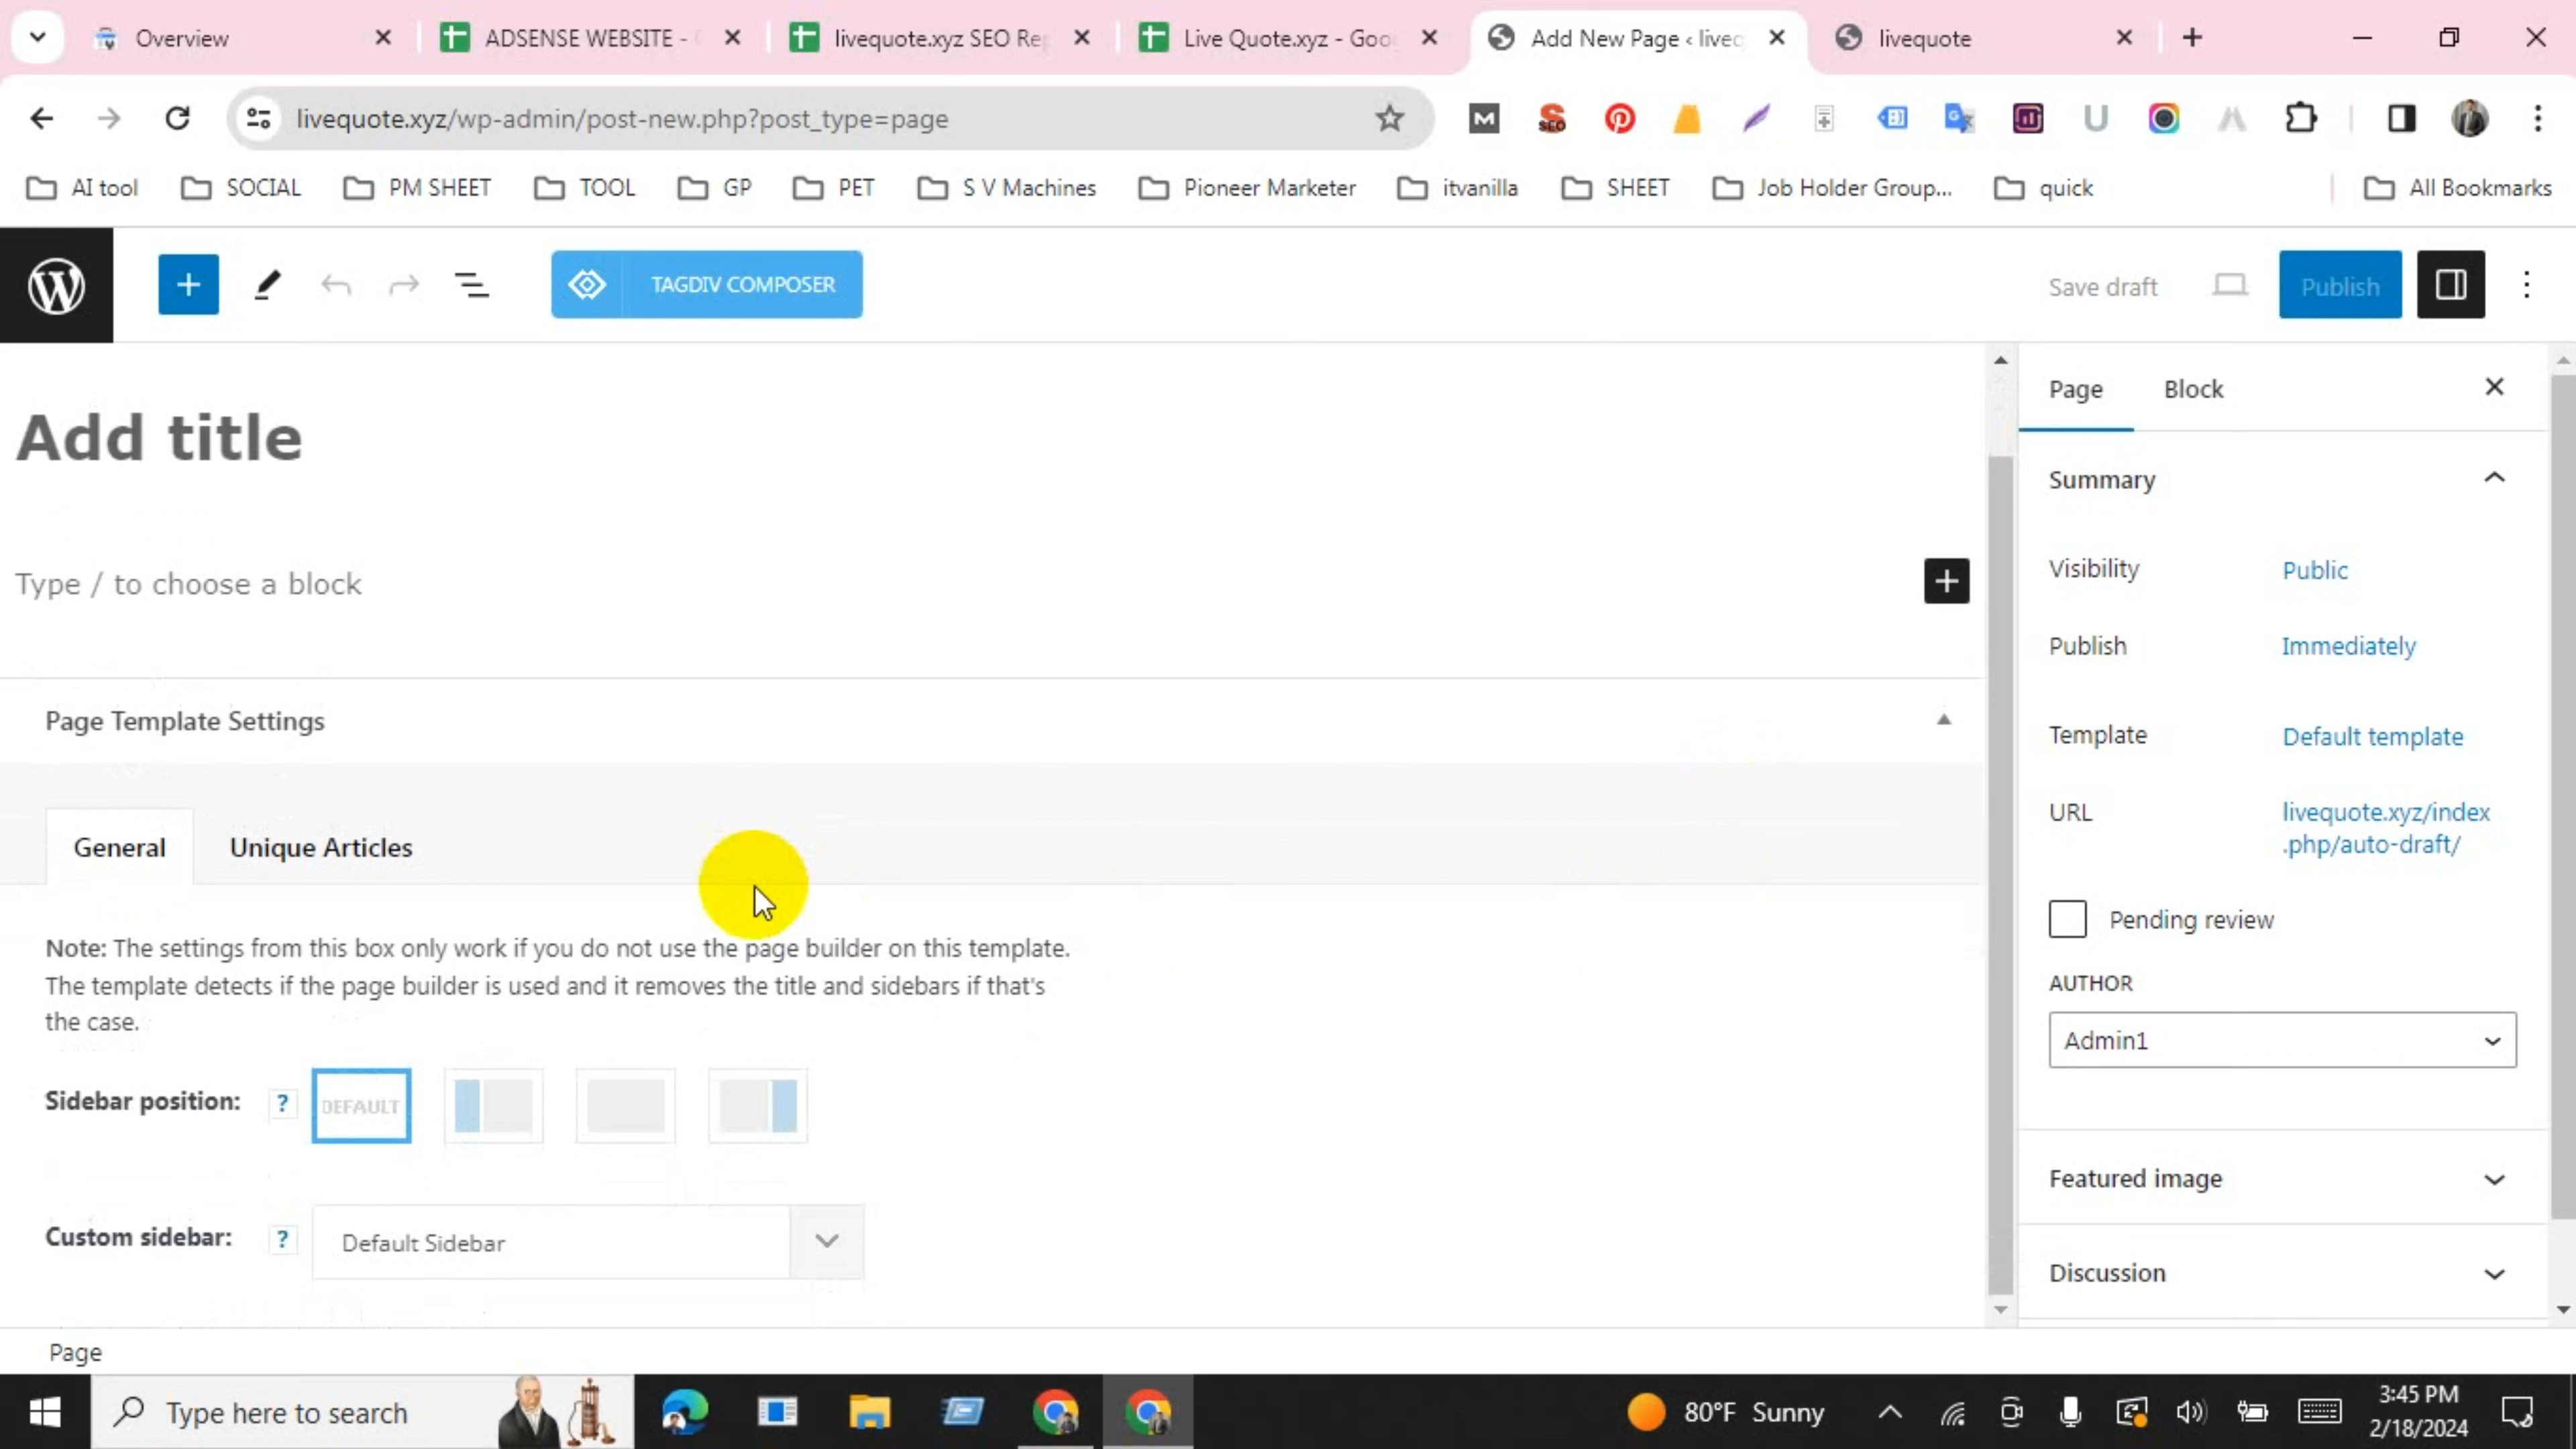 Overview
ADSENSE WEBSITE -
livequote.xyz SEO Re
Live Quote.xyz - Goo
Add New Page ‹ live
livequote
livequote.xyz/wp-admin/post-new.php?post_type=page
AI tool
SOCIAL
PM SHEET
TOOL
GP
PET
S V Machines
Pioneer Marketer
itvanilla
SHEET
Job Holder Group...
quick
All Bookmarks
TAGDIV COMPOSER
Save draft
Publish
Add title
Type / to choose a block
Page Template Settings
General
Unique Articles
Note: The settings from this box only work if you do not use the page builder on this template.
The template detects if the page builder is used and it removes the title and sidebars if that's
the case.
Sidebar position:
?
DEFAULT
Custom sidebar:
?
Default Sidebar
Page
Block
Summary
Visibility
Public
Publish
Immediately
Template
Default template
URL
livequote.xyz/index
.php/auto-draft/
Pending review
AUTHOR
Admin1
Featured image
Discussion
Page
Type here to search
80°F Sunny
3:45 PM
2/18/2024